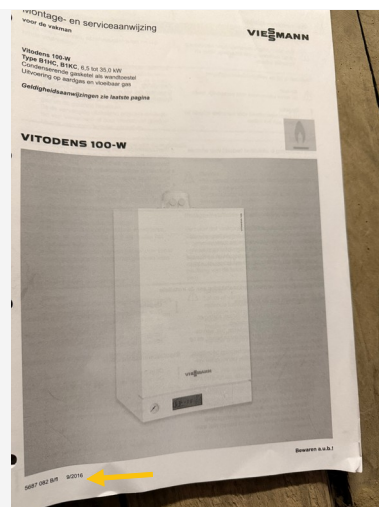 Montage- en serviceaanwijzing
voor de vakman
VIESMANN
Vitodens 100-W
Type B1HC, B1KC, 6,5 tot 35,0 kW
Condenserende gasketel als wandtoestel
Uitvoering op aardgas en vloeibaar gas
Geldigheidsaanwijzingen zie laatste pagina
VITODENS 100-W
VIESMANN
5687 092 B/fl 9/2016
Bewaren a.u.b.!